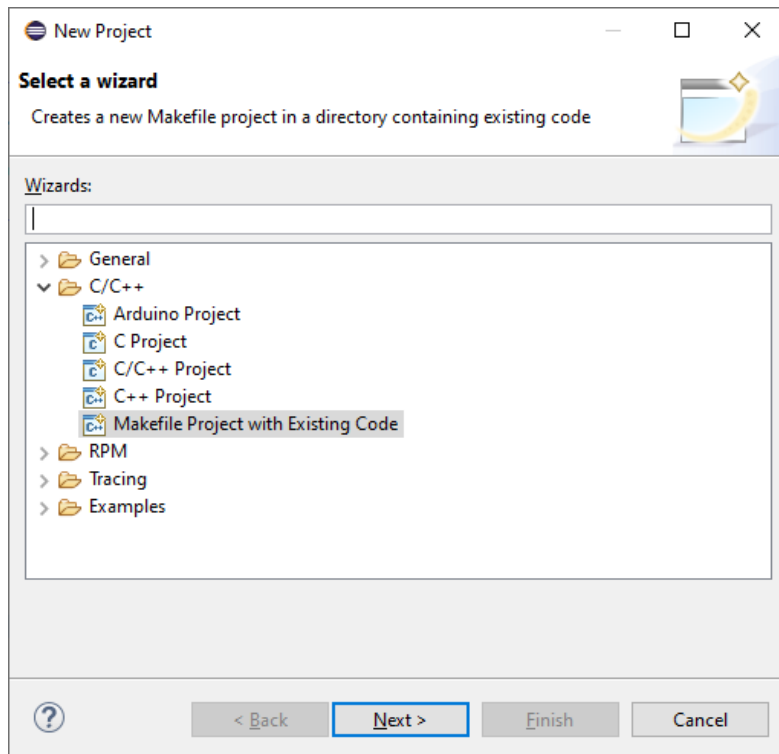 New Project
Select a wizard
Creates a new Makefile project in a directory containing existing code
Wizards:
General
C/C++
Arduino Project
C Project
C/C++ Project
C++ Project
Makefile Project with Existing Code
RPM
Tracing
Examples
? < Back Next > Finish Cancel